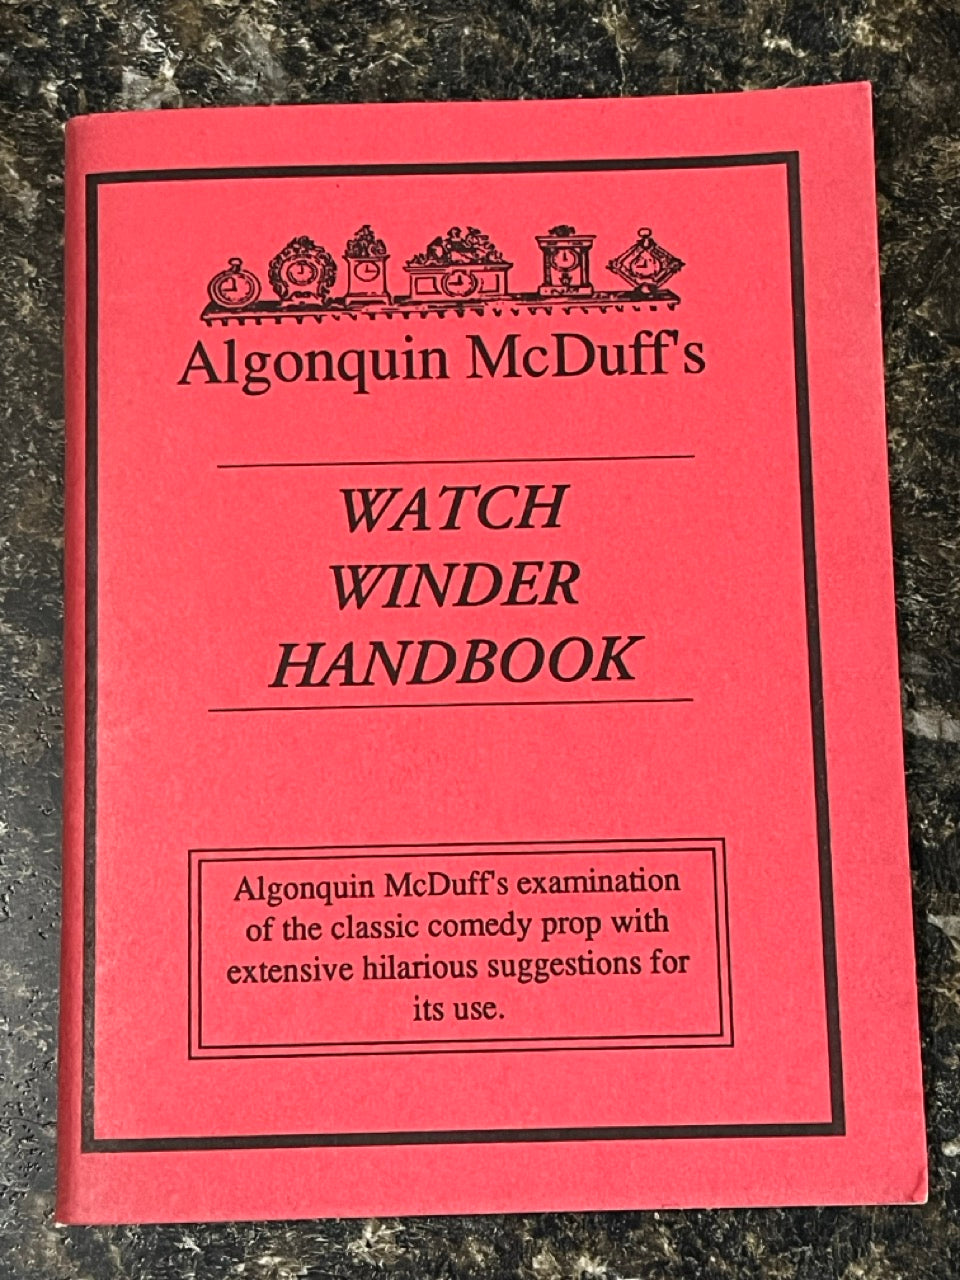 Algonquin McDuff's
WATCH
WINDER
HANDBOOK
Algonquin McDuff's examination
of the classic comedy prop with
extensive hilarious suggestions for
its use.